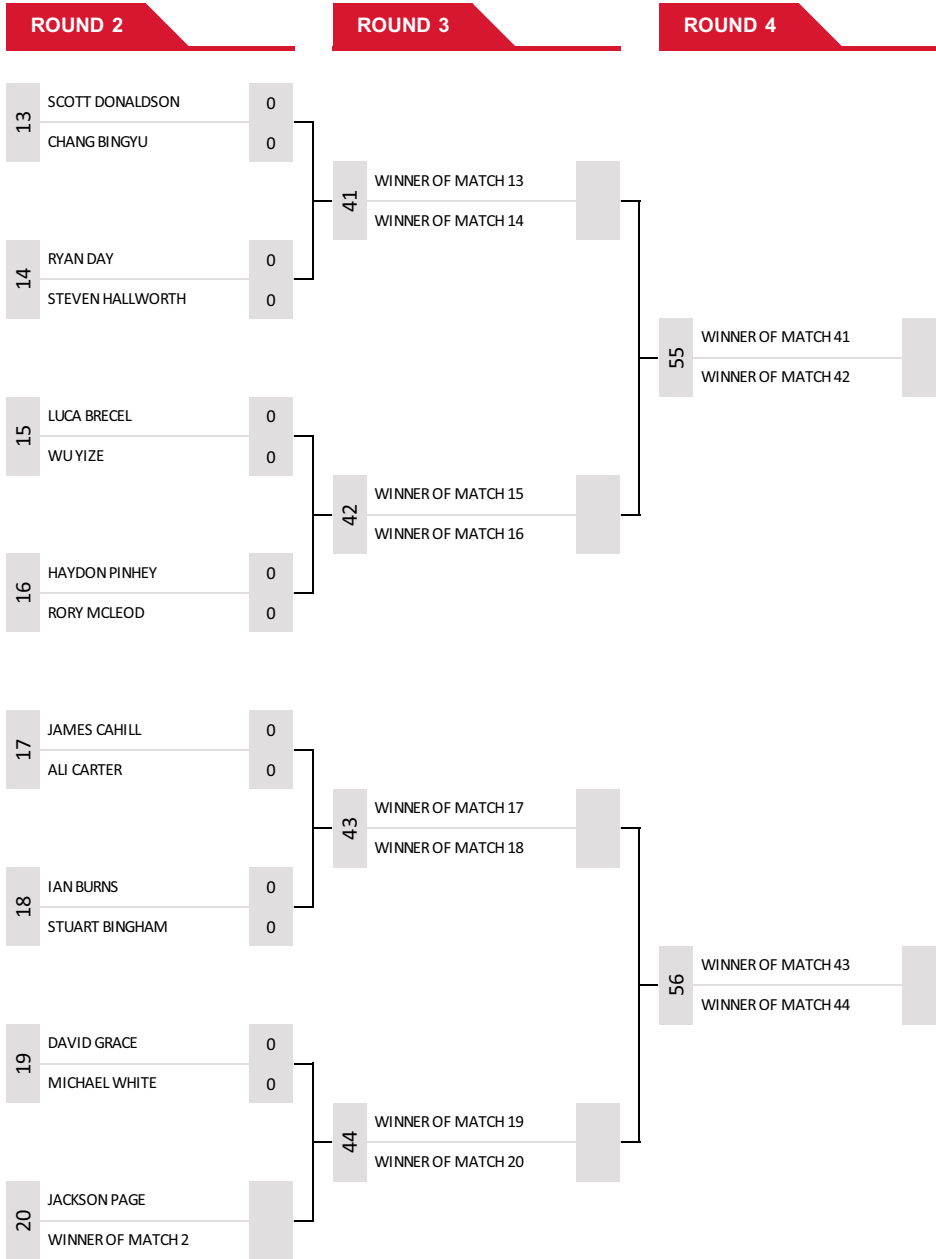 ROUND 2
ROUND 3
ROUND 4
13
SCOTT DONALDSON 0
CHANG BINGYU 0
41
WINNER OF MATCH 13
WINNER OF MATCH 14
14
RYAN DAY 0
STEVEN HALLWORTH 0
55
WINNER OF MATCH 41
WINNER OF MATCH 42
15
LUCA BRECEL 0
WU YIZE 0
42
WINNER OF MATCH 15
WINNER OF MATCH 16
16
HAYDON PINHEY 0
RORY MCLEOD 0
17
JAMES CAHILL 0
ALI CARTER 0
43
WINNER OF MATCH 17
WINNER OF MATCH 18
18
IAN BURNS 0
STUART BINGHAM 0
56
WINNER OF MATCH 43
WINNER OF MATCH 44
19
DAVID GRACE 0
MICHAEL WHITE 0
44
WINNER OF MATCH 19
WINNER OF MATCH 20
20
JACKSON PAGE
WINNER OF MATCH 2